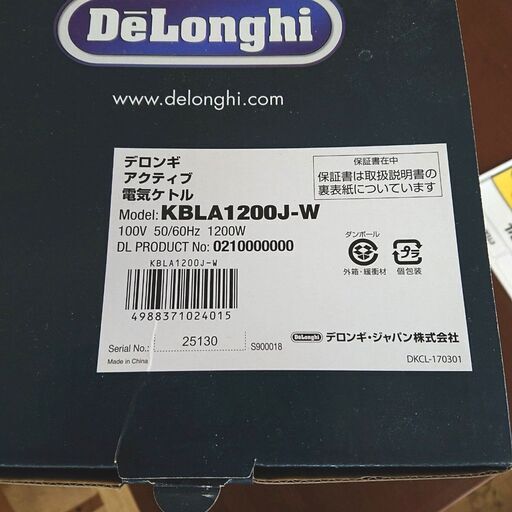 DeLonghi
www.delonghi.com
デロンギ
アクティブ
電気ケトル
Model: KBLA1200J-W
100V 50/60Hz 1200W
DL PRODUCT No: 0210000000
KBLA1200J-W
4988371024015
Serial No.: 25130 S900018
Made in China
保証書在中
保証書は取扱説明書の
裏表紙についています
ダンボール
外箱・緩衝材
プラ
個包装
DeLonghi デロンギ・ジャパン株式会社
DKCL-170301